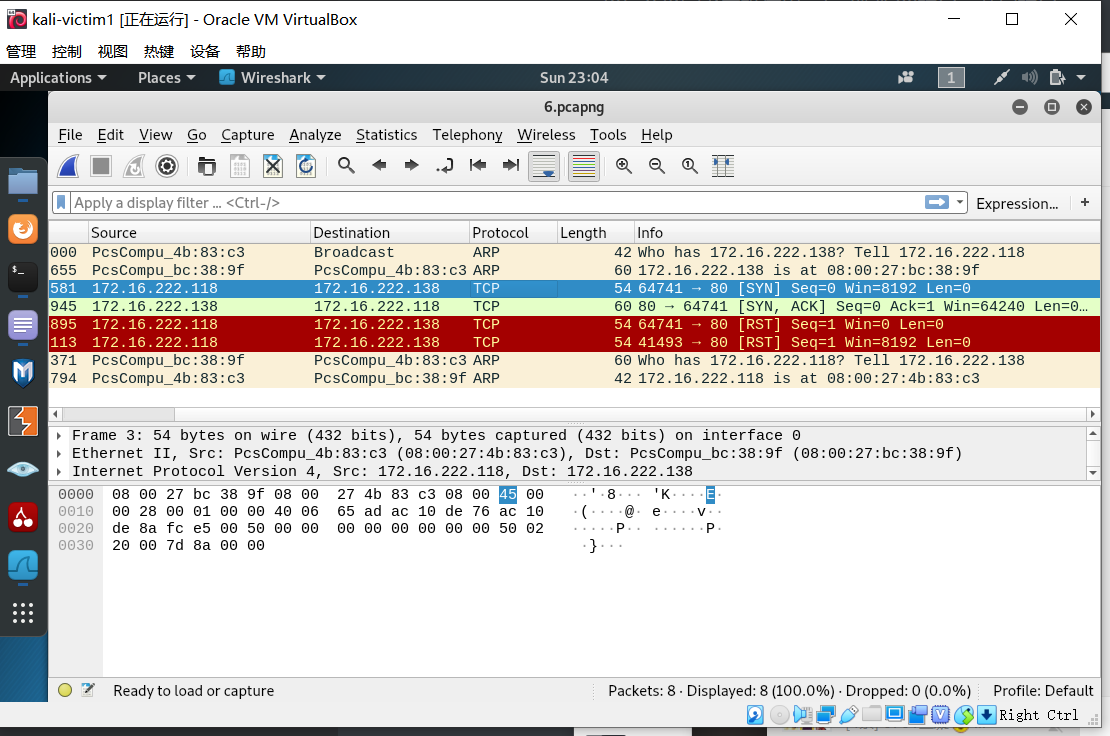 kali-victim1 [正在运行] - Oracle VM VirtualBox
管理 控制 视图 热键 设备 帮助
Applications Places Wireshark Sun 23:04 1
6.pcapng
File Edit View Go Capture Analyze Statistics Telephony Wireless Tools Help
Apply a display filter ... <Ctrl-/> Expression... +
Source Destination Protocol Length Info
000 PcsCompu_4b:83:c3 Broadcast ARP 42 Who has 172.16.222.138? Tell 172.16.222.118
655 PcsCompu_bc:38:9f PcsCompu_4b:83:c3 ARP 60 172.16.222.138 is at 08:00:27:bc:38:9f
581 172.16.222.118 172.16.222.138 TCP 54 64741 → 80 [SYN] Seq=0 Win=8192 Len=0
945 172.16.222.138 172.16.222.118 TCP 60 80 → 64741 [SYN, ACK] Seq=0 Ack=1 Win=64240 Len=0…
895 172.16.222.118 172.16.222.138 TCP 54 64741 → 80 [RST] Seq=1 Win=0 Len=0
113 172.16.222.118 172.16.222.138 TCP 54 41493 → 80 [RST] Seq=1 Win=8192 Len=0
371 PcsCompu_bc:38:9f PcsCompu_4b:83:c3 ARP 60 Who has 172.16.222.118? Tell 172.16.222.138
794 PcsCompu_4b:83:c3 PcsCompu_bc:38:9f ARP 42 172.16.222.118 is at 08:00:27:4b:83:c3
Frame 3: 54 bytes on wire (432 bits), 54 bytes captured (432 bits) on interface 0
Ethernet II, Src: PcsCompu_4b:83:c3 (08:00:27:4b:83:c3), Dst: PcsCompu_bc:38:9f (08:00:27:bc:38:9f)
Internet Protocol Version 4, Src: 172.16.222.118, Dst: 172.16.222.138
0000 08 00 27 bc 38 9f 08 00 27 4b 83 c3 08 00 45 00 ··'·8··· 'K····E·
0010 00 28 00 01 00 00 40 06 65 ad ac 10 de 76 ac 10 ·(····@· e····v··
0020 de 8a fc e5 00 50 00 00 00 00 00 00 00 00 50 02 ·····P·· ······P·
0030 20 00 7d 8a 00 00 ·}···
Ready to load or capture Packets: 8 · Displayed: 8 (100.0%) · Dropped: 0 (0.0%) Profile: Default
Right Ctrl